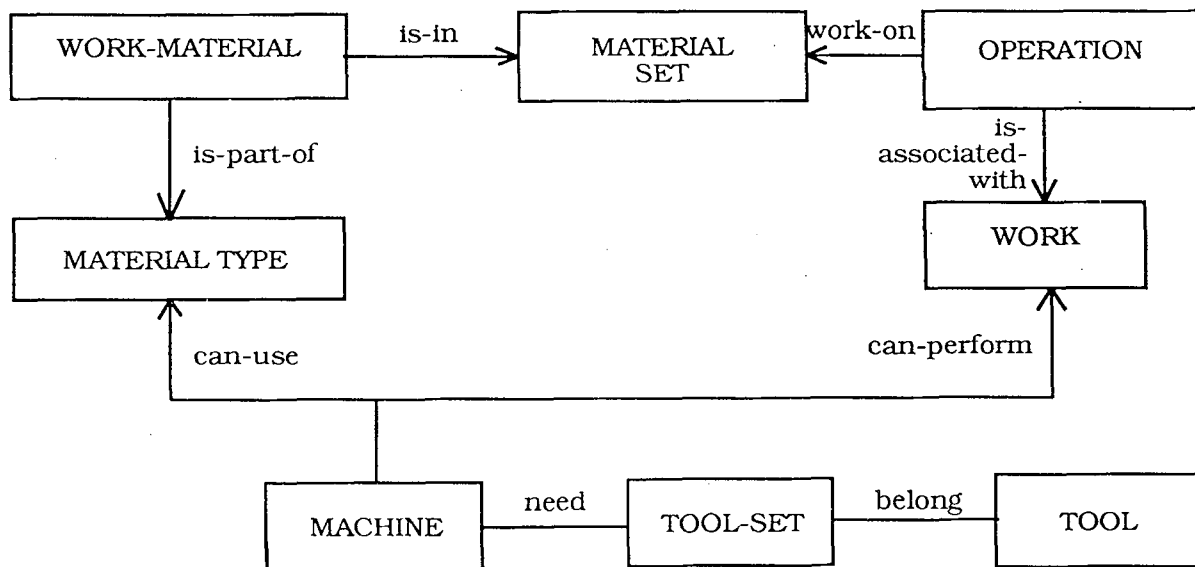 WORK-MATERIAL
is-in
MATERIAL
SET
work-on
OPERATION
is-part-of
is-
associated-
with
MATERIAL TYPE
WORK
can-use
can-perform
MACHINE
need
TOOL-SET
belong
TOOL